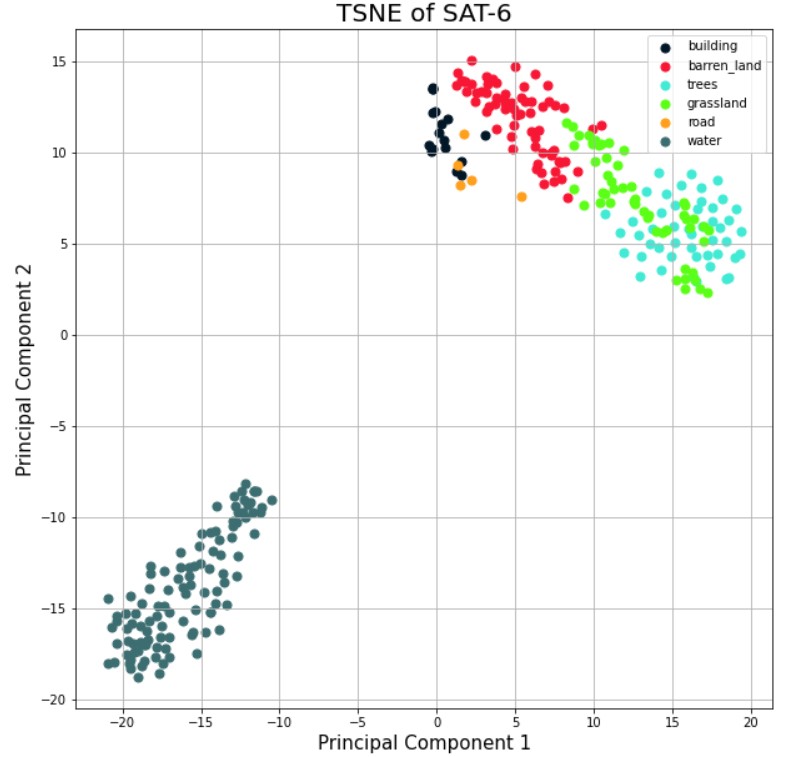 TSNE of SAT-6
building
barren_land
trees
grassland
road
water
15
10
5
0
−5
−10
−15
−20
Principal Component 2
−20 −15 −10 −5 0 5 10 15 20
Principal Component 1